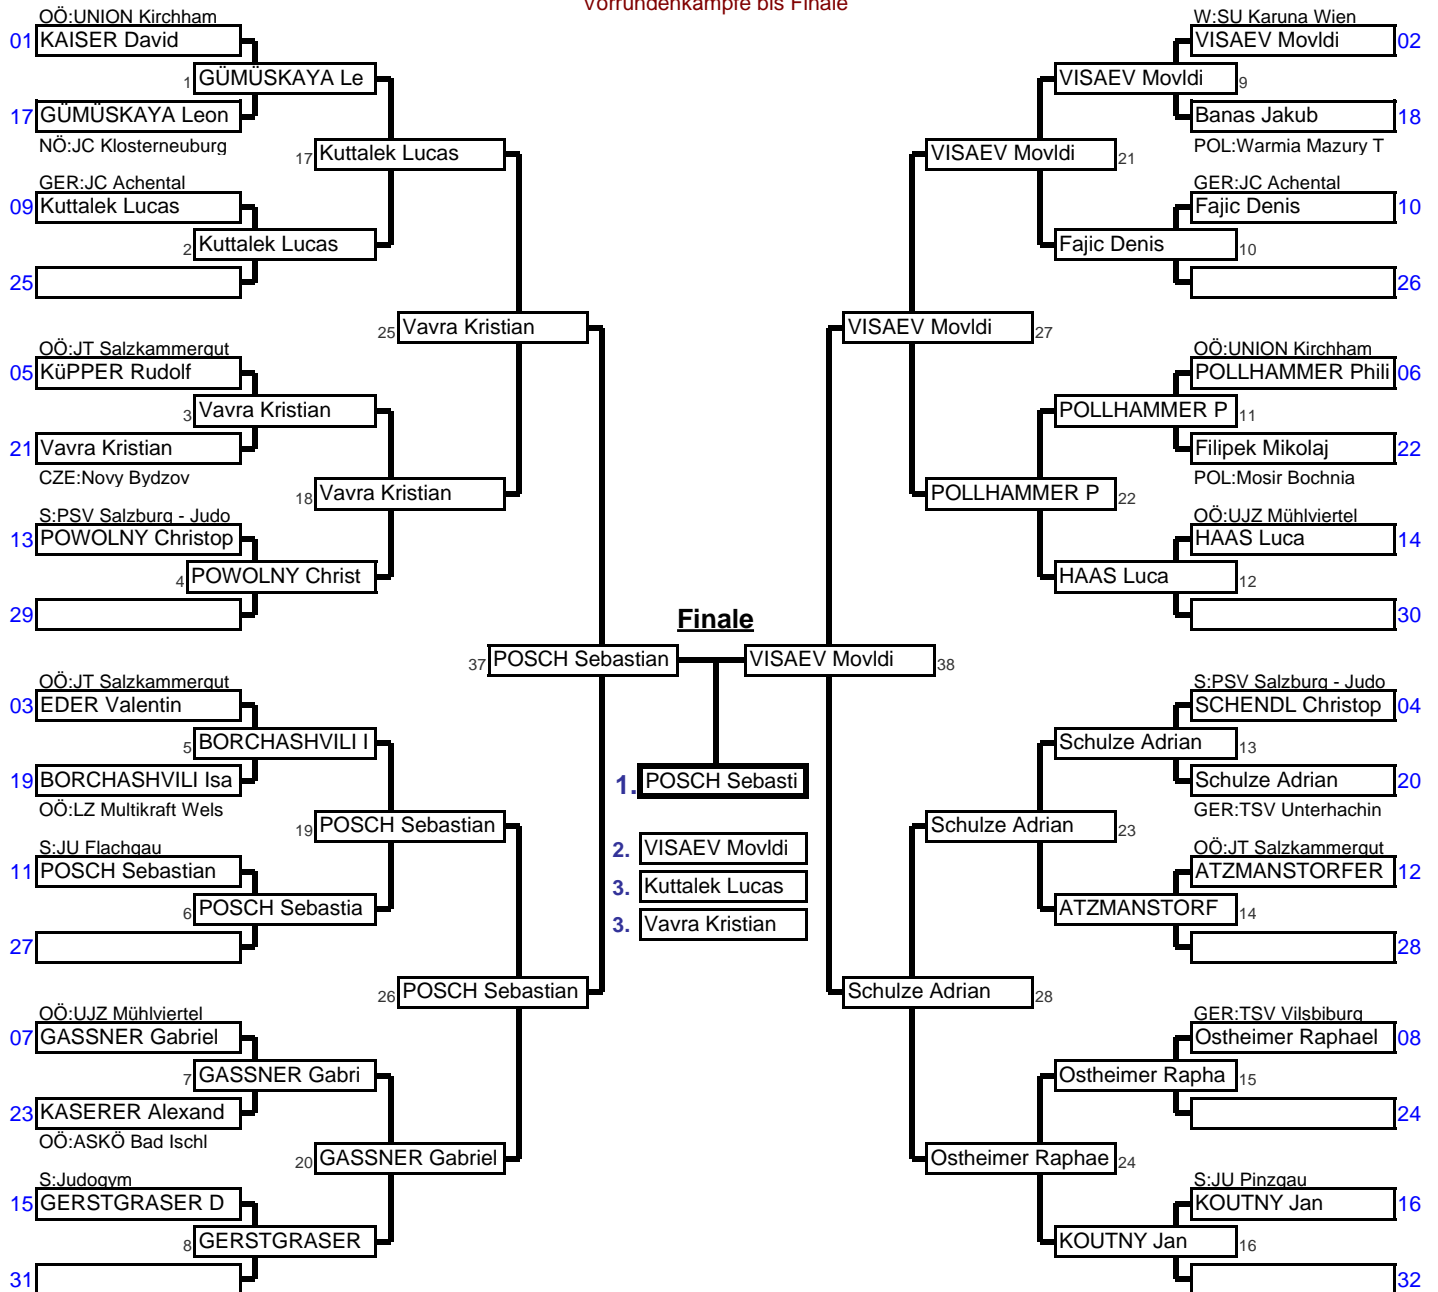 Vorrundenkämpfe bis Finale
OÖ:UNION Kirchham
01 KAISER David
1 GÜMÜSKAYA Le
17 GÜMÜSKAYA Leon
NÖ:JC Klosterneuburg
17 Kuttalek Lucas
GER:JC Achental
09 Kuttalek Lucas
2 Kuttalek Lucas
25
25 Vavra Kristian
OÖ:JT Salzkammergut
05 KüPPER Rudolf
3 Vavra Kristian
21 Vavra Kristian
CZE:Novy Bydzov
18 Vavra Kristian
S:PSV Salzburg - Judo
13 POWOLNY Christop
4 POWOLNY Christ
29
37 POSCH Sebastian
OÖ:JT Salzkammergut
03 EDER Valentin
5 BORCHASHVILI I
19 BORCHASHVILI Isa
OÖ:LZ Multikraft Wels
19 POSCH Sebastian
S:JU Flachgau
11 POSCH Sebastian
6 POSCH Sebastia
27
26 POSCH Sebastian
OÖ:UJZ Mühlviertel
07 GASSNER Gabriel
7 GASSNER Gabri
23 KASERER Alexand
OÖ:ASKÖ Bad Ischl
20 GASSNER Gabriel
S:Judogym
15 GERSTGRASER D
8 GERSTGRASER
31
Finale
1. POSCH Sebasti
2. VISAEV Movldi
3. Kuttalek Lucas
3. Vavra Kristian
W:SU Karuna Wien
VISAEV Movldi 02
VISAEV Movldi 9
Banas Jakub 18
POL:Warmia Mazury T
VISAEV Movldi 21
GER:JC Achental
Fajic Denis 10
Fajic Denis 10
26
VISAEV Movldi 27
OÖ:UNION Kirchham
POLLHAMMER Phili 06
POLLHAMMER P 11
Filipek Mikolaj 22
POL:Mosir Bochnia
POLLHAMMER P 22
OÖ:UJZ Mühlviertel
HAAS Luca 14
HAAS Luca 12
30
VISAEV Movldi 38
S:PSV Salzburg - Judo
SCHENDL Christop 04
Schulze Adrian 13
Schulze Adrian 20
GER:TSV Unterhachin
Schulze Adrian 23
OÖ:JT Salzkammergut
ATZMANSTORFER 12
ATZMANSTORF 14
28
Schulze Adrian 28
GER:TSV Vilsbiburg
Ostheimer Raphael 08
Ostheimer Rapha 15
24
Ostheimer Raphae 24
S:JU Pinzgau
KOUTNY Jan 16
KOUTNY Jan 16
32